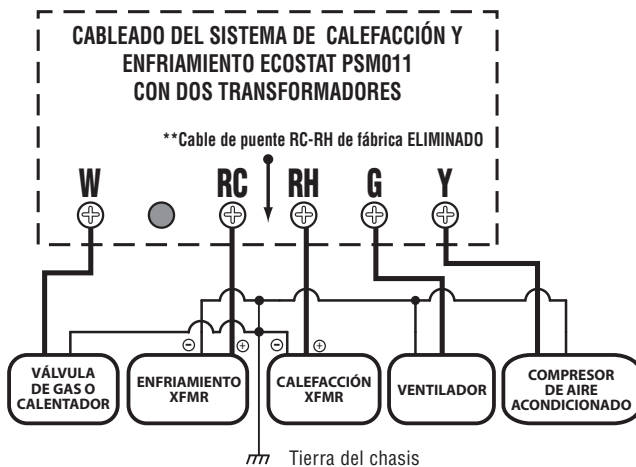 CABLEADO DEL SISTEMA DE CALEFACCIÓN Y
ENFRIAMIENTO ECOSTAT PSM011
CON DOS TRANSFORMADORES
**Cable de puente RC-RH de fábrica ELIMINADO
W RC RH G Y
VÁLVULA
DE GAS O
CALENTADOR
ENFRIAMIENTO
XFMR
CALEFACCIÓN
XFMR
VENTILADOR
COMPRESOR
DE AIRE
ACONDICIONADO
Tierra del chasis